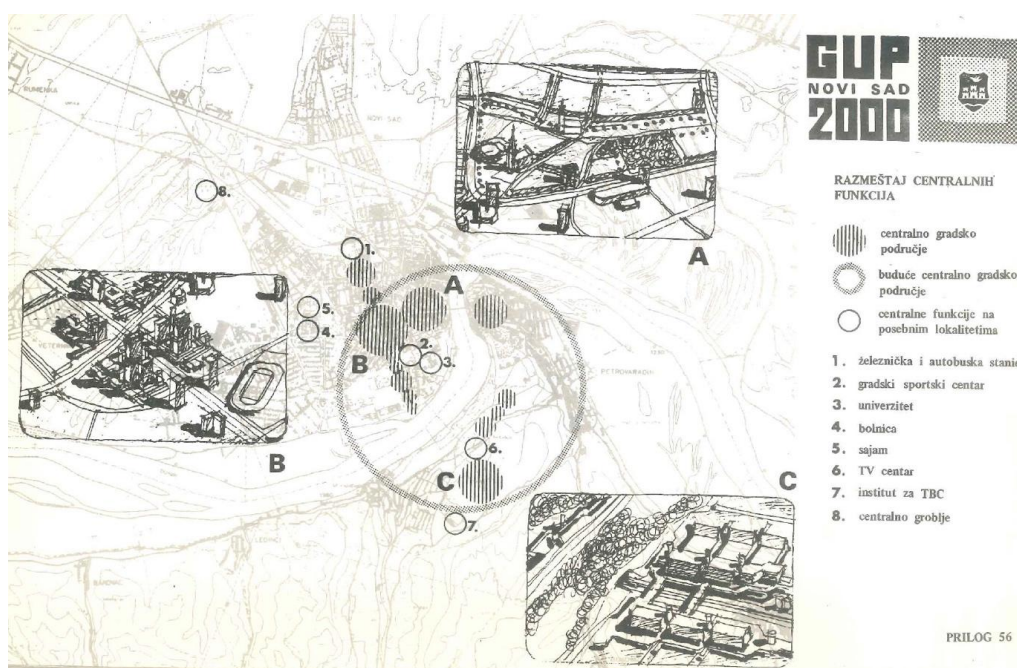 GUP
NOVI SAD
2000
RAZMEŠTAJ CENTRALNIH
FUNKCIJA
centralno gradsko
područje
buduće centralno gradsko
područje
centralne funkcije na
posebnim lokalitetima
1. železnička i autobuska stanic
2. gradski sportski centar
3. univerzitet
4. bolnica
5. sajam
6. TV centar
7. institut za TBC
8. centralno groblje
PRILOG 56
RUMENKA
NOVI SAD
8.
1.
A
A
5.
4.
2.
3.
B
B
PETROVARADIN
6.
C
C
7.
LEDINCI